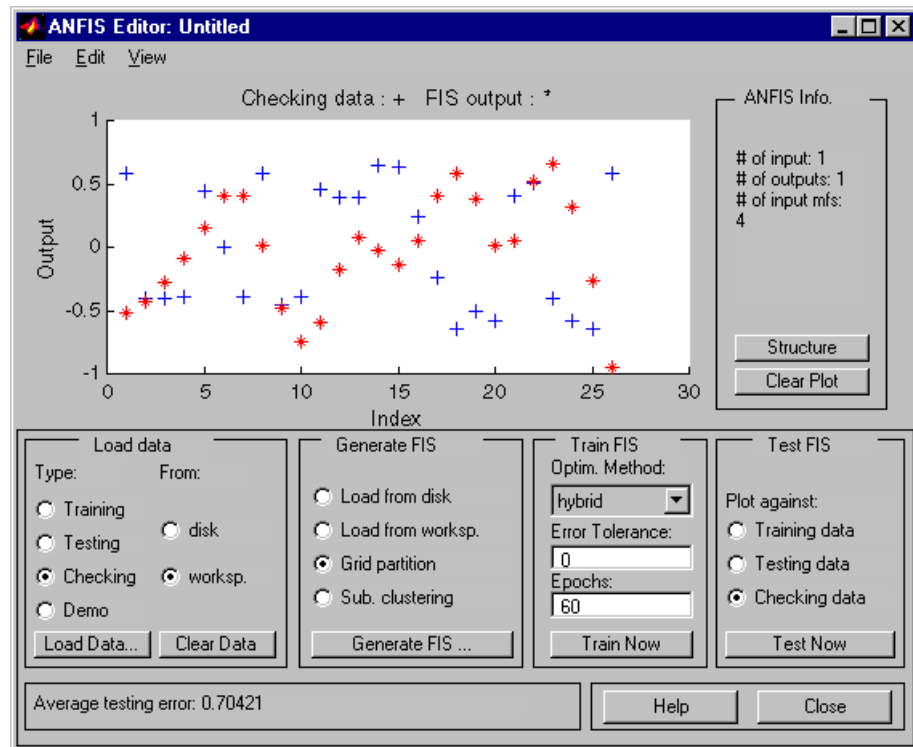 ANFIS Editor: Untitled
File Edit View
Checking data : + FIS output : *
1
0.5
0
-0.5
-1
Output
0 5 10 15 20 25 30
Index
ANFIS Info.
# of input: 1
# of outputs: 1
# of input mfs:
4
Structure
Clear Plot
Load data
Type: From:
Training
Testing
Checking
Demo
disk
worksp.
Load Data... Clear Data
Generate FIS
Load from disk
Load from worksp.
Grid partition
Sub. clustering
Generate FIS ...
Train FIS
Optim. Method:
hybrid
Error Tolerance:
0
Epochs:
60
Train Now
Test FIS
Plot against:
Training data
Testing data
Checking data
Test Now
Average testing error: 0.70421
Help Close